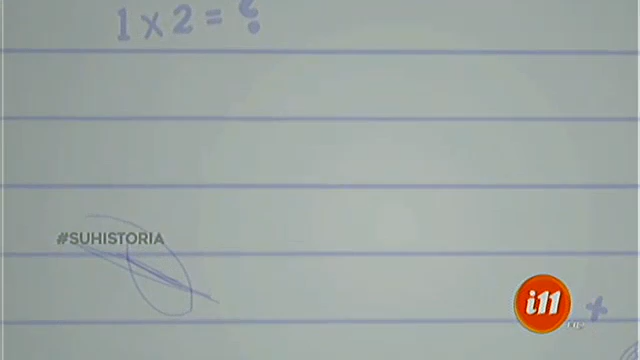 1 x 2 = ?
#SUHISTORIA
i11
+